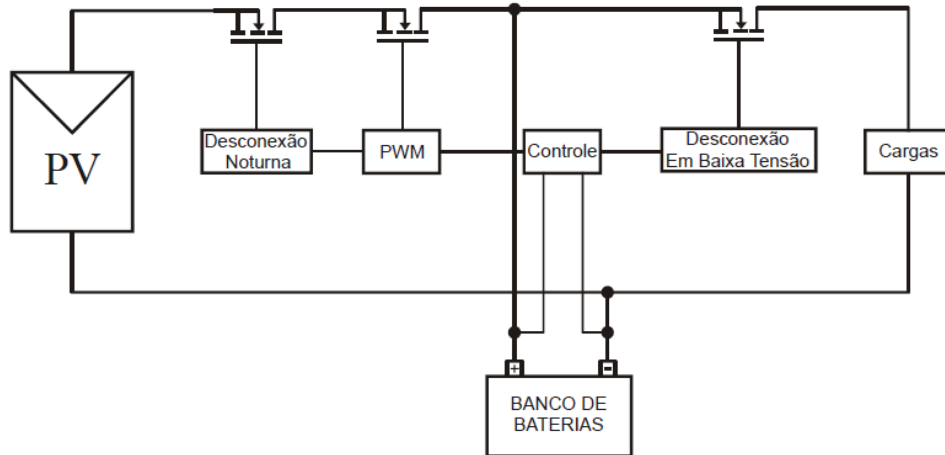 PV
Desconexão
Noturna
PWM
Controle
Desconexão
Em Baixa Tensão
Cargas
+
-
BANCO DE
BATERIAS